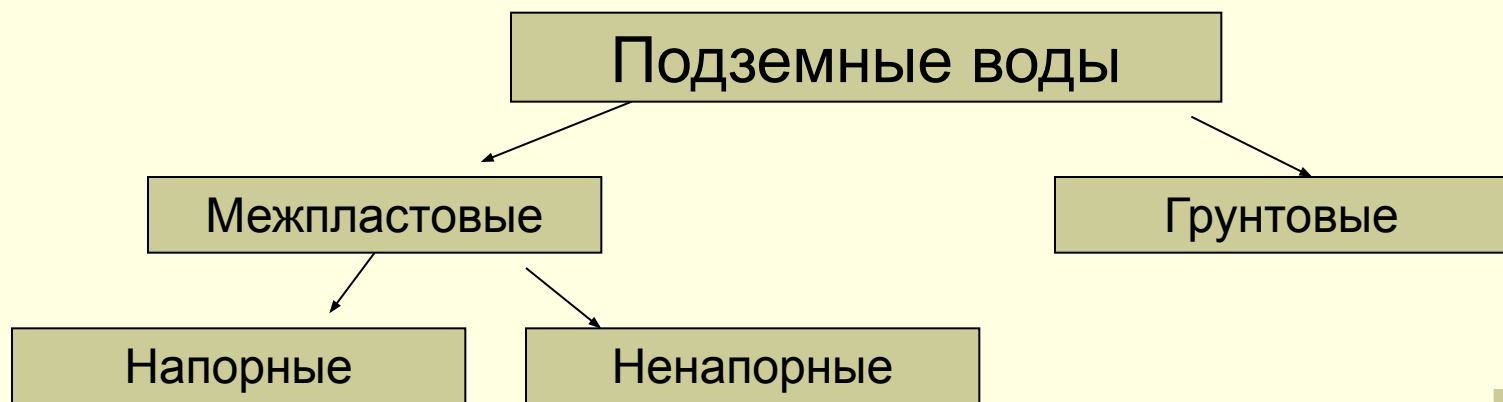 Подземные воды
Межпластовые
Грунтовые
Напорные
Ненапорные